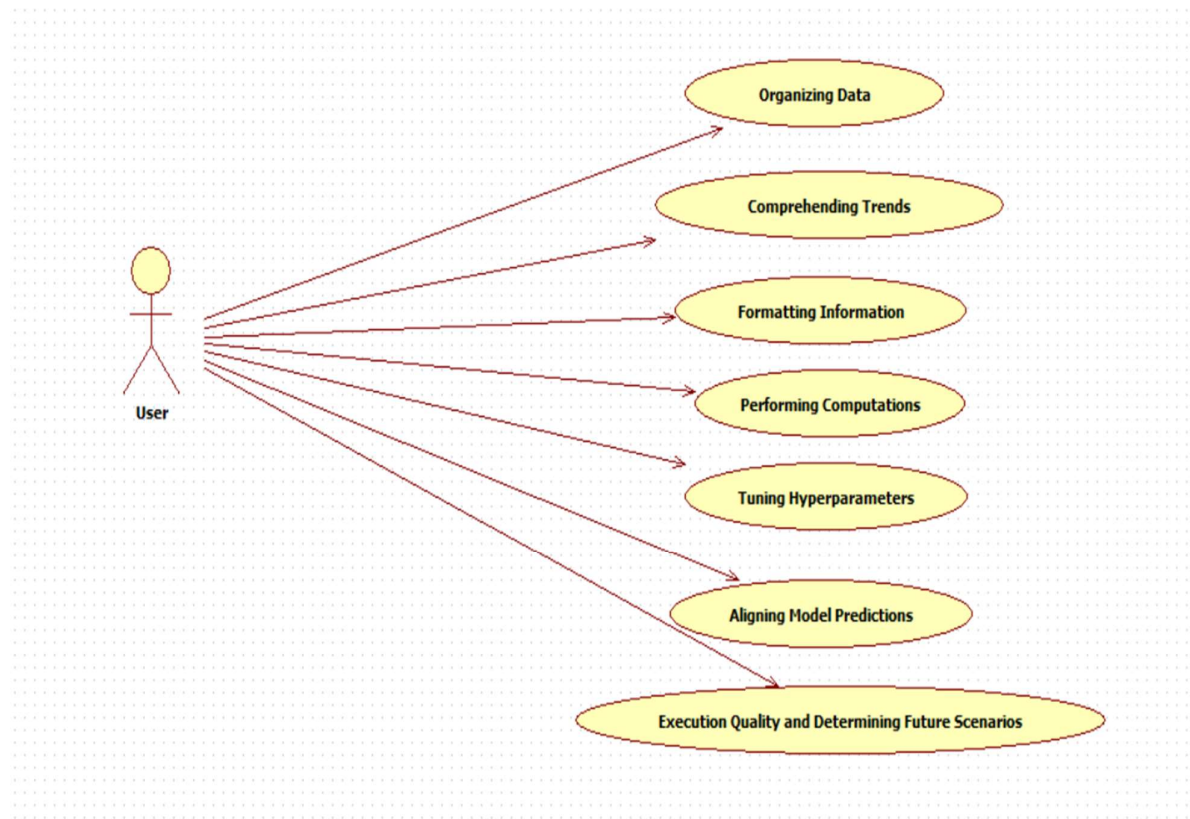 Organizing Data
Comprehending Trends
Formatting Information
Performing Computations
User
Tuning Hyperparameters
Aligning Model Predictions
Execution Quality and Determining Future Scenarios